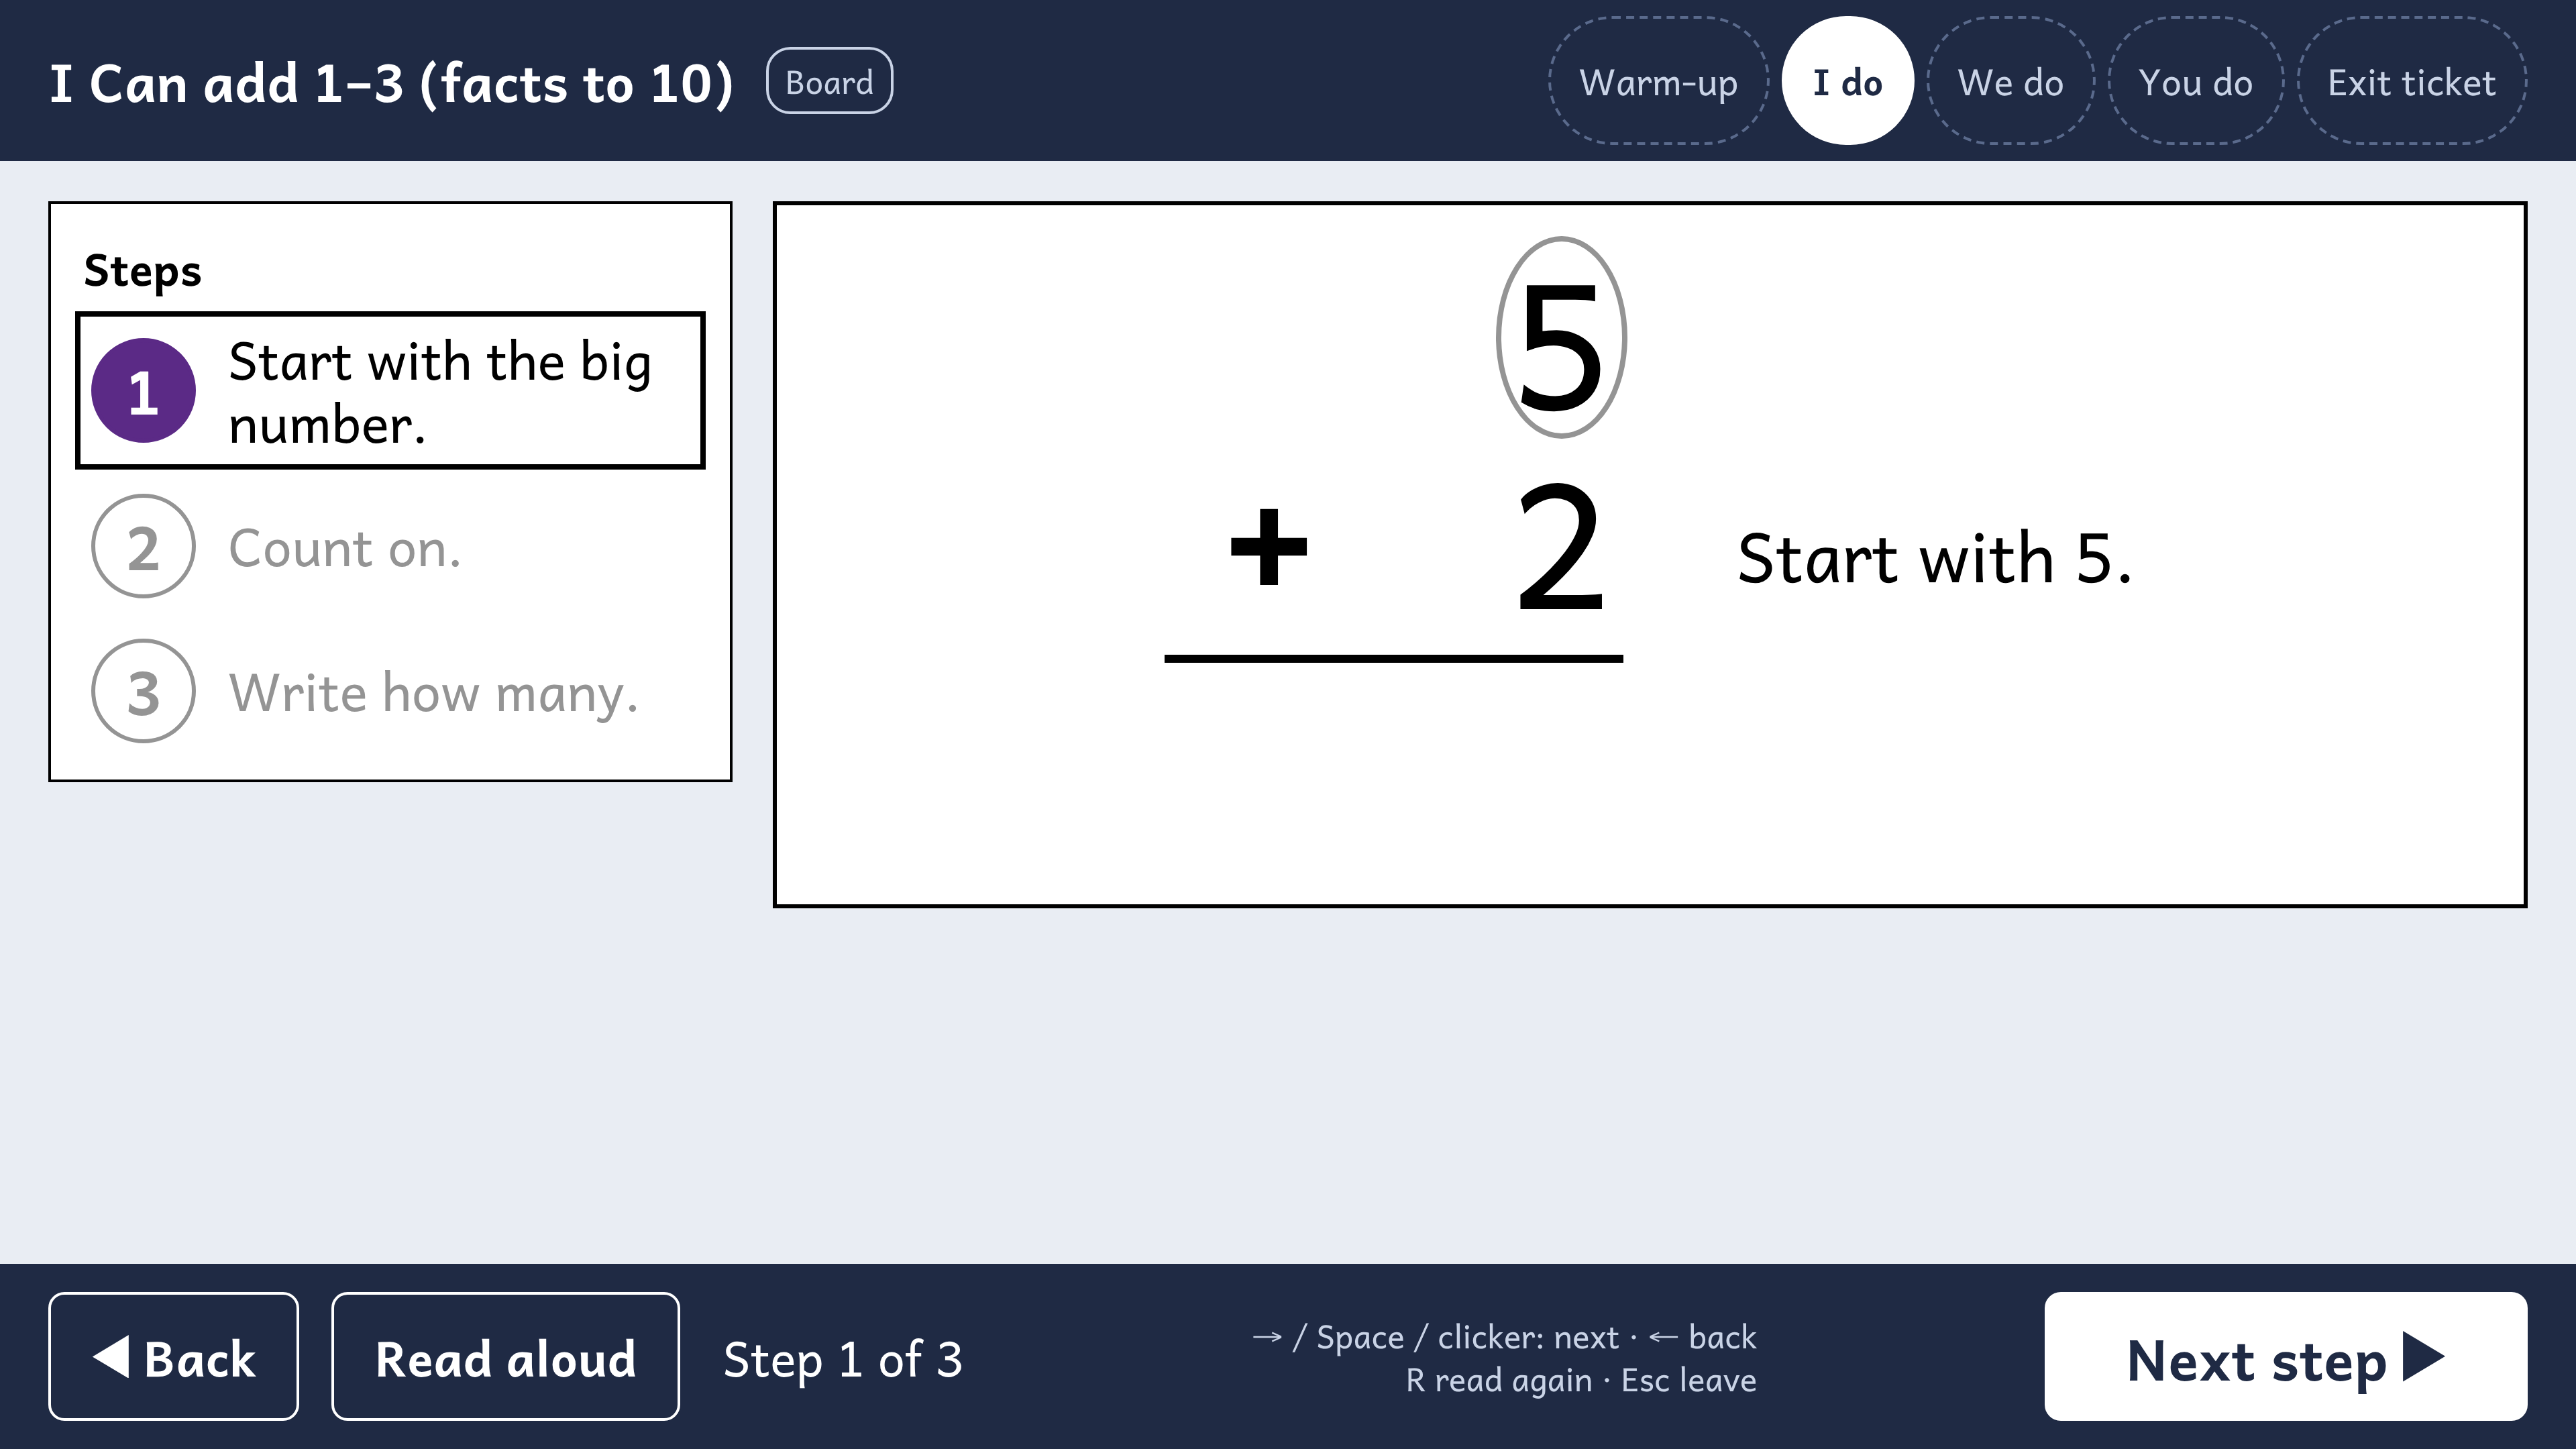 I Can add 1–3 (facts to 10)
Board
Warm-up
I do
We do
You do
Exit ticket
Steps
1
Start with the big
number.
2
Count on.
3
Write how many.
5
+ 2
Start with 5.
◀ Back
Read aloud
Step 1 of 3
→ / Space / clicker: next · ← back
R read again · Esc leave
Next step ▶